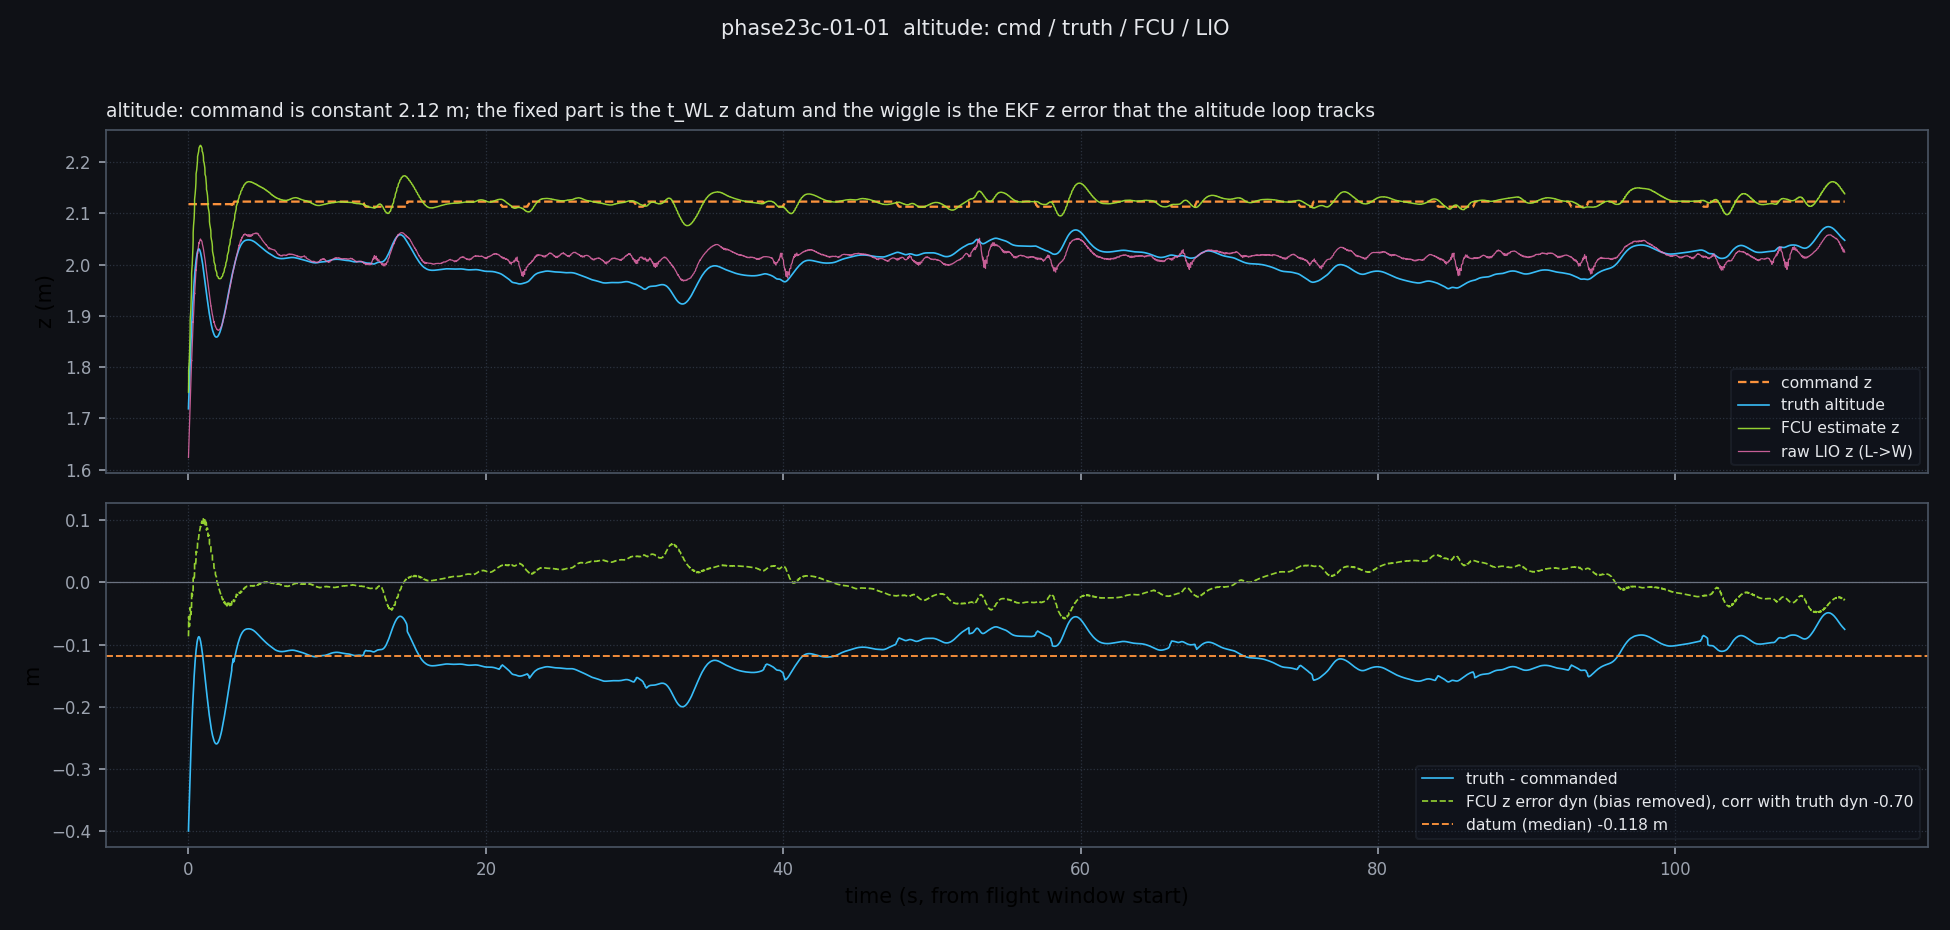 phase23c-01-01  altitude: cmd / truth / FCU / LIO
altitude: command is constant 2.12 m; the fixed part is the t_WL z datum and the wiggle is the EKF z error that the altitude loop tracks
z (m)
2.2
2.1
2.0
1.9
1.8
1.7
1.6
command z
truth altitude
FCU estimate z
raw LIO z (L->W)
m
0.1
0.0
−0.1
−0.2
−0.3
−0.4
truth - commanded
FCU z error dyn (bias removed), corr with truth dyn -0.70
datum (median) -0.118 m
0 20 40 60 80 100
time (s, from flight window start)